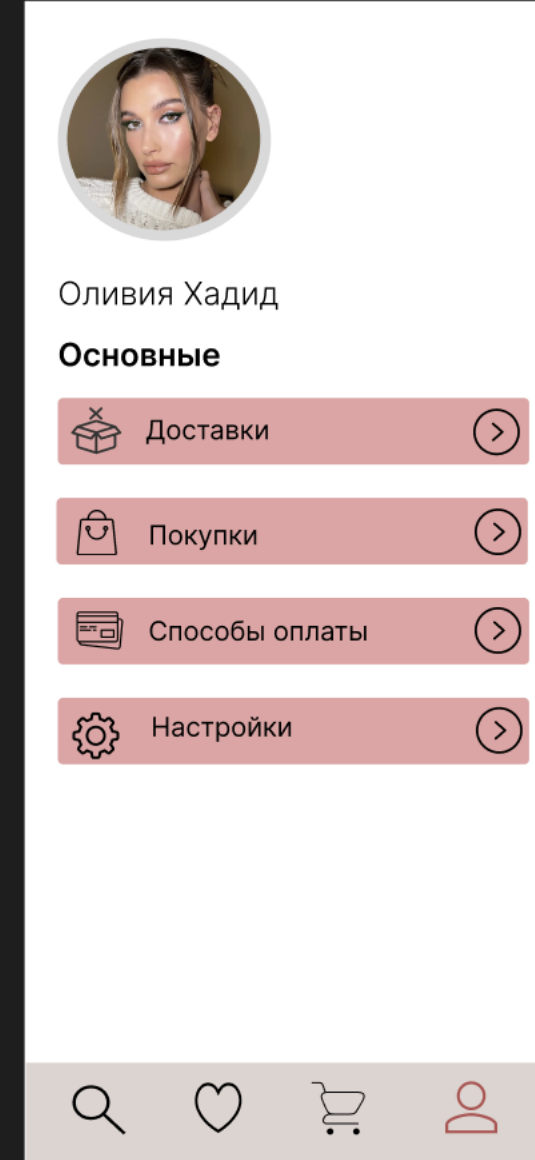 Оливия Хадид
Основные
Доставки
Покупки
Способы оплаты
Настройки